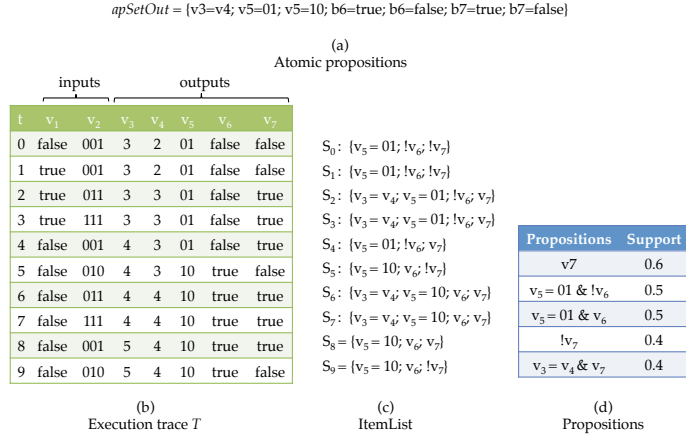 apSetOut = {v3=v4; v5=01; v5=10; b6=true; b6=false; b7=true; b7=false}
(a)
Atomic propositions
inputs outputs
t v1 v2 v3 v4 v5 v6 v7
0 false 001 3 2 01 false false
1 true 001 3 2 01 false false
2 true 011 3 3 01 false true
3 true 111 3 3 01 false true
4 false 001 4 3 01 false true
5 false 010 4 3 10 true false
6 false 011 4 4 10 true true
7 false 111 4 4 10 true true
8 false 001 5 4 10 true true
9 false 010 5 4 10 true false
(b)
Execution trace T
S0: {v5 = 01; !v6; !v7}
S1: {v5 = 01; !v6; !v7}
S2: {v3 = v4; v5 = 01; !v6; v7}
S3: {v3 = v4; v5 = 01; !v6; v7}
S4: {v5 = 01; !v6; v7}
S5: {v5 = 10; v6; !v7}
S6: {v3 = v4; v5 = 10; v6; v7}
S7: {v3 = v4; v5 = 10; v6; v7}
S8 = {v5 = 10; v6; v7}
S9 = {v5 = 10; v6; !v7}
(c)
ItemList
Propositions Support
v7 0.6
v5 = 01 & !v6 0.5
v5 = 01 & v6 0.5
!v7 0.4
v3 = v4 & v7 0.4
(d)
Propositions